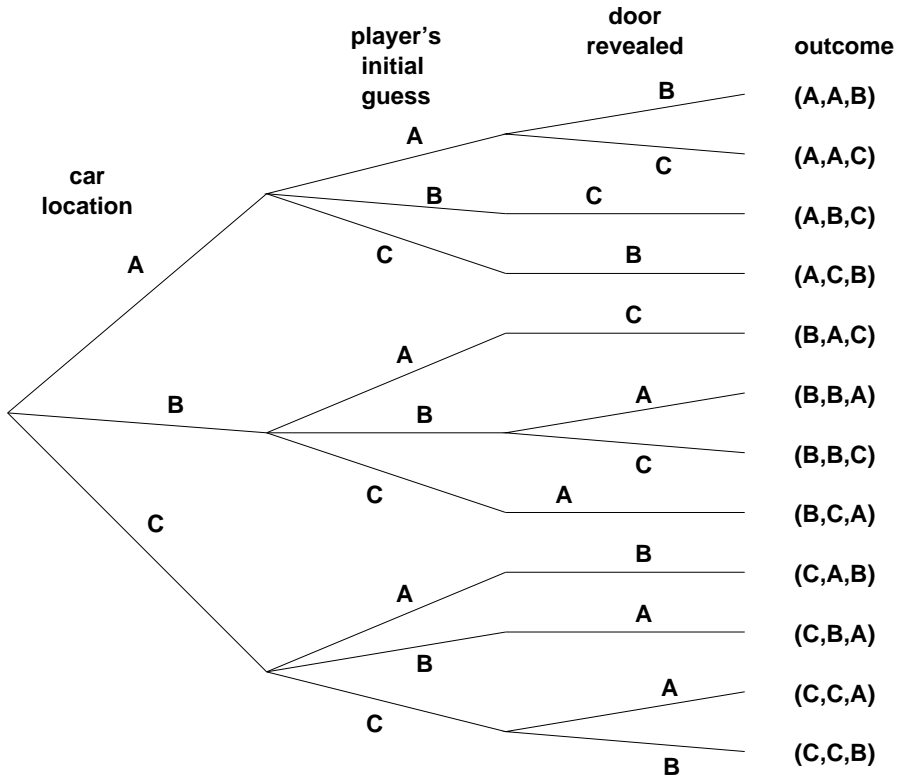 door
revealed
player's
initial
guess
outcome
car
location
B
(A,A,B)
A
C
(A,A,C)
B
C
(A,B,C)
A
C
B
(A,C,B)
C
(B,A,C)
A
A
(B,B,A)
B
B
C
(B,B,C)
C
A
(B,C,A)
C
B
(C,A,B)
A
A
(C,B,A)
B
A
(C,C,A)
C
B
(C,C,B)